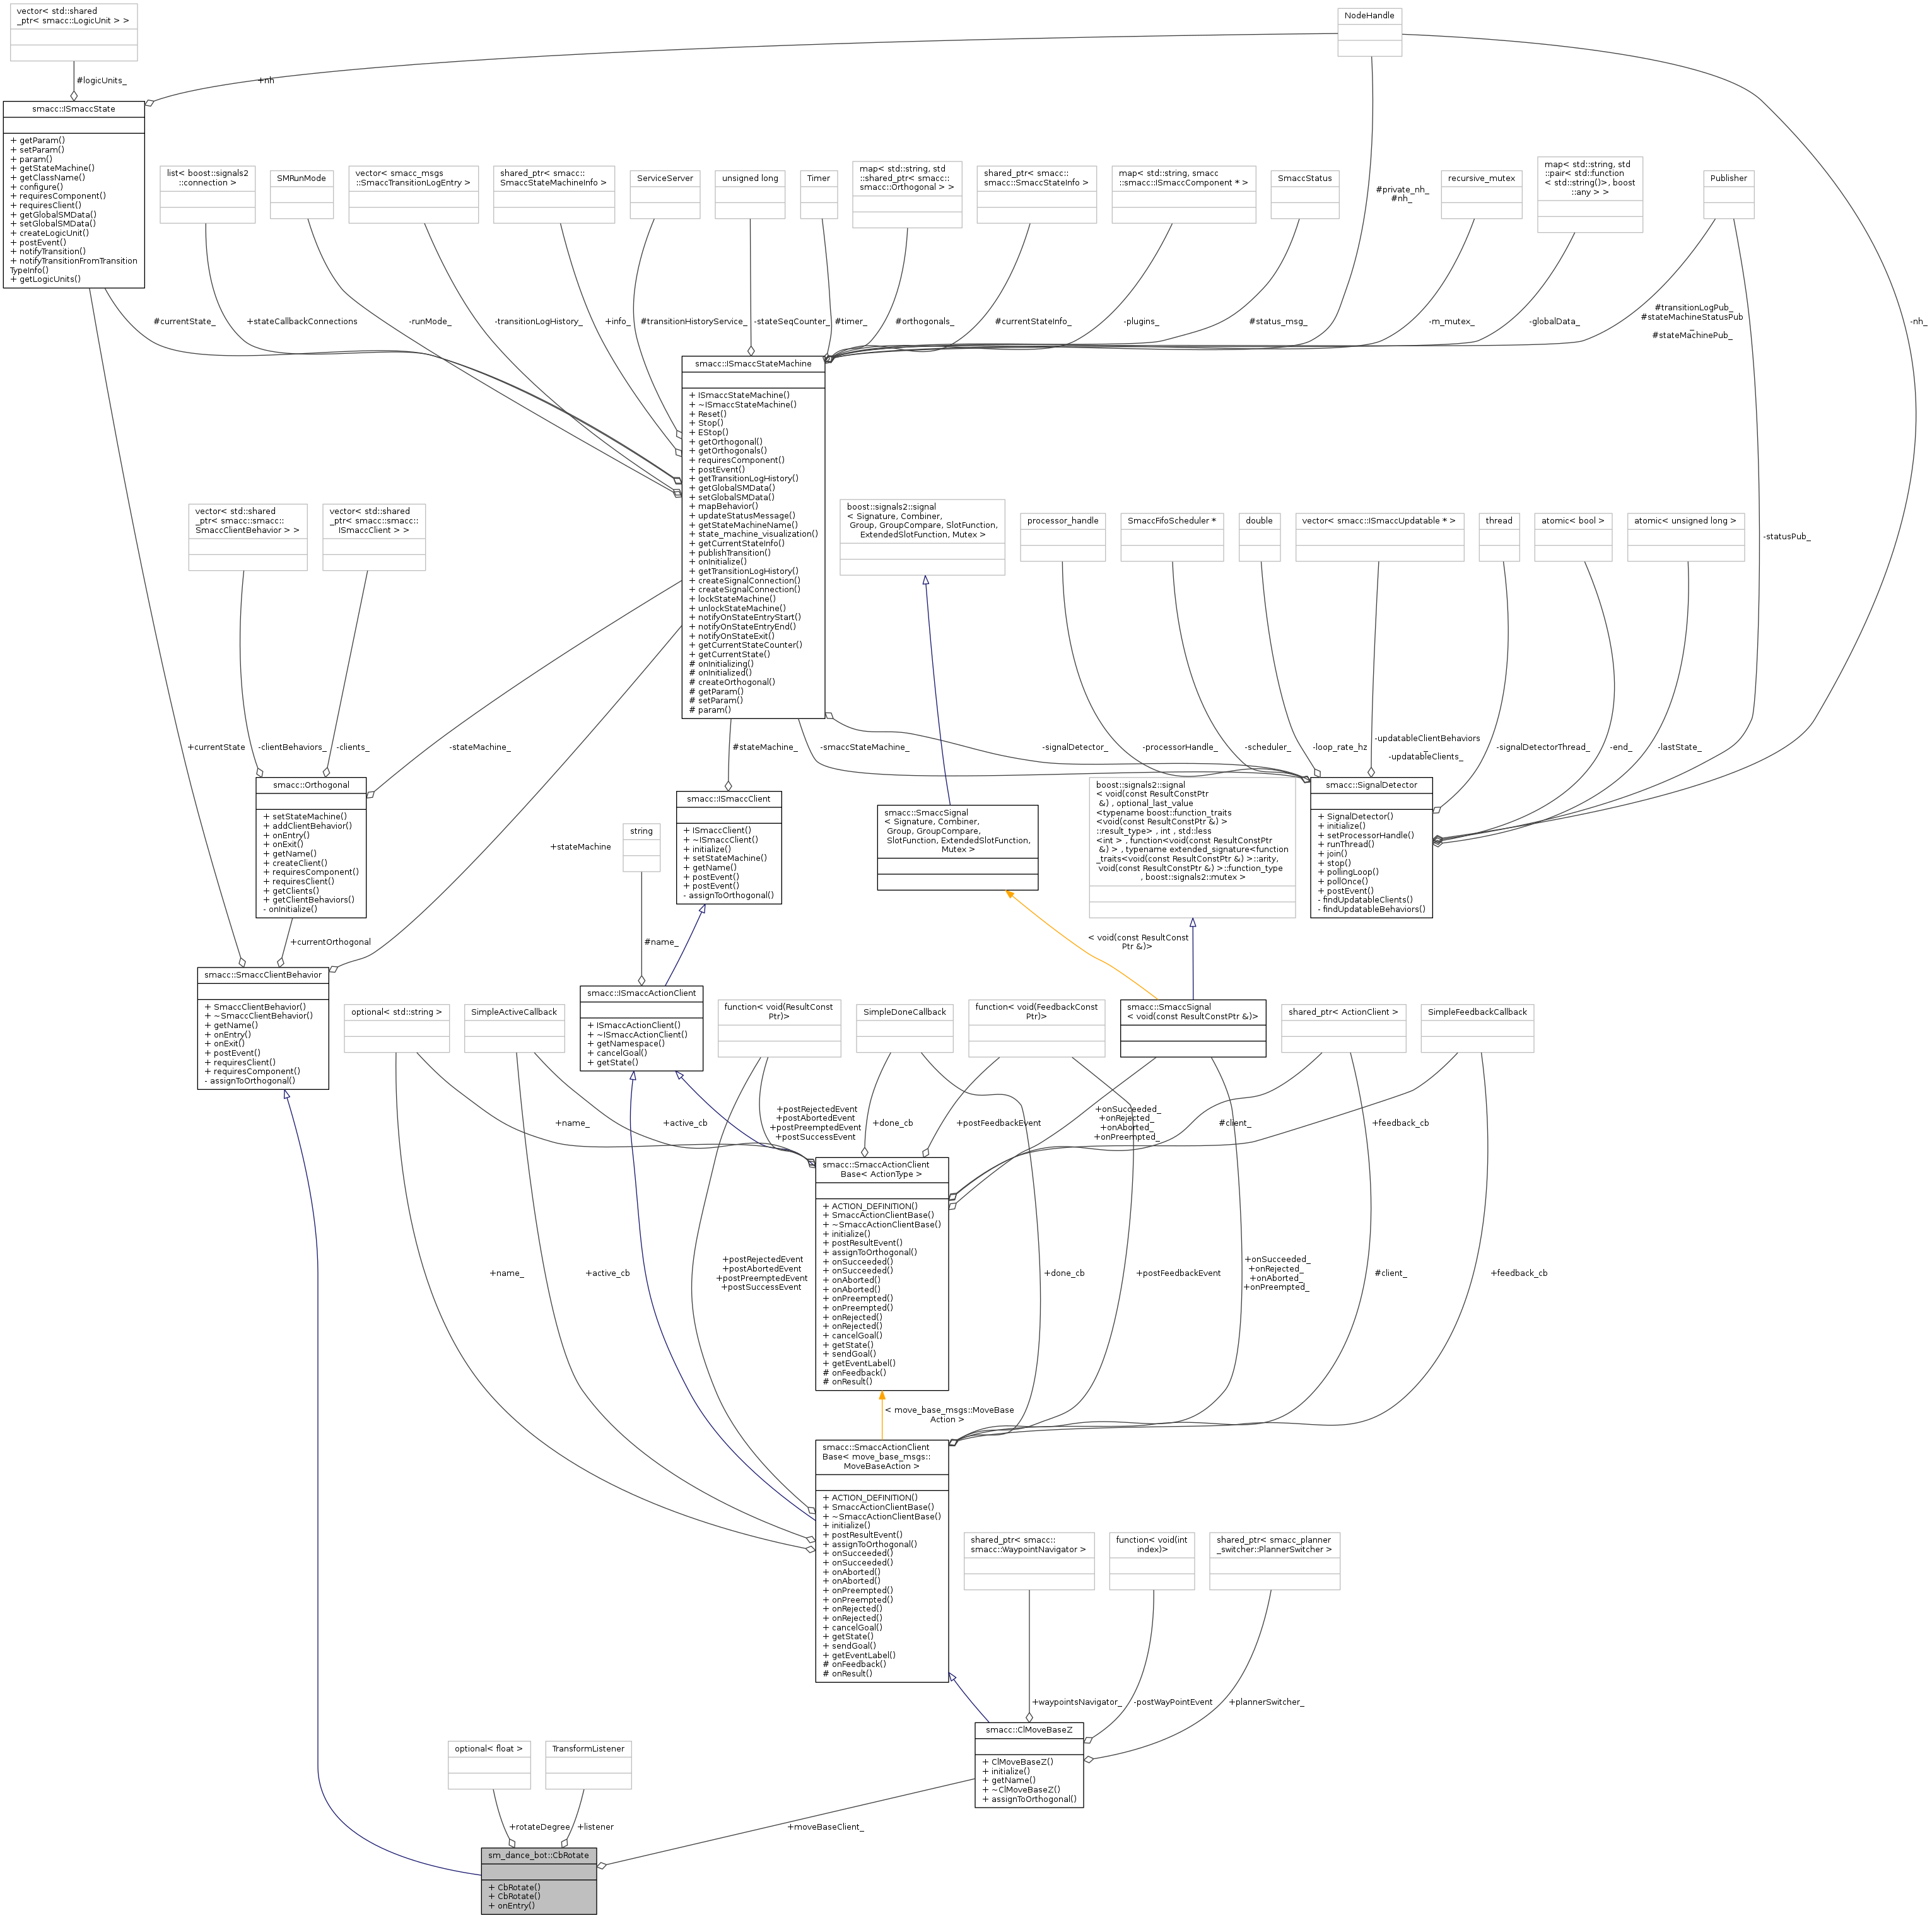 vector< std::shared
_ptr< smacc::LogicUnit > >
NodeHandle
#logicUnits_
+nh
smacc::ISmaccState
+ getParam()
+ setParam()
+ param()
+ getStateMachine()
+ getClassName()
+ configure()
+ requiresComponent()
+ requiresClient()
+ getGlobalSMData()
+ setGlobalSMData()
+ createLogicUnit()
+ postEvent()
+ notifyTransition()
+ notifyTransitionFromTransition
TypeInfo()
+ getLogicUnits()
list< boost::signals2
::connection >
SMRunMode
vector< smacc_msgs
::SmaccTransitionLogEntry >
shared_ptr< smacc::
SmaccStateMachineInfo >
ServiceServer
unsigned long
Timer
map< std::string, std
::shared_ptr< smacc::
smacc::Orthogonal > >
shared_ptr< smacc::
smacc::SmaccStateInfo >
map< std::string, smacc
::smacc::ISmaccComponent * >
SmaccStatus
#private_nh_
#nh_
recursive_mutex
map< std::string, std
::pair< std::function
< std::string()>, boost
::any > >
Publisher
#currentState_
+stateCallbackConnections
-runMode_
-transitionLogHistory_
+info_
#transitionHistoryService_
-stateSeqCounter_
#timer_
#orthogonals_
#currentStateInfo_
-plugins_
#status_msg_
-m_mutex_
-globalData_
#transitionLogPub_
#stateMachineStatusPub
_
#stateMachinePub_
-nh_
smacc::ISmaccStateMachine
+ ISmaccStateMachine()
+ ~ISmaccStateMachine()
+ Reset()
+ Stop()
+ EStop()
+ getOrthogonal()
+ getOrthogonals()
+ requiresComponent()
+ postEvent()
+ getTransitionLogHistory()
+ getGlobalSMData()
+ setGlobalSMData()
+ mapBehavior()
+ updateStatusMessage()
+ getStateMachineName()
+ state_machine_visualization()
+ getCurrentStateInfo()
+ publishTransition()
+ onInitialize()
+ getTransitionLogHistory()
+ createSignalConnection()
+ createSignalConnection()
+ lockStateMachine()
+ unlockStateMachine()
+ notifyOnStateEntryStart()
+ notifyOnStateEntryEnd()
+ notifyOnStateExit()
+ getCurrentStateCounter()
+ getCurrentState()
# onInitializing()
# onInitialized()
# createOrthogonal()
# getParam()
# setParam()
# param()
vector< std::shared
_ptr< smacc::smacc::
SmaccClientBehavior > >
vector< std::shared
_ptr< smacc::smacc::
ISmaccClient > >
boost::signals2::signal
< Signature, Combiner,
Group, GroupCompare, SlotFunction,
ExtendedSlotFunction, Mutex >
processor_handle
SmaccFifoScheduler *
double
vector< smacc::ISmaccUpdatable * >
thread
atomic< bool >
atomic< unsigned long >
-statusPub_
+currentState
-clientBehaviors_
-clients_
-stateMachine_
#stateMachine_
-smaccStateMachine_
-signalDetector_
-processorHandle_
-scheduler_
-loop_rate_hz
-updatableClientBehaviors
_
-updatableClients_
-signalDetectorThread_
-end_
-lastState_
smacc::Orthogonal
+ setStateMachine()
+ addClientBehavior()
+ onEntry()
+ onExit()
+ getName()
+ createClient()
+ requiresComponent()
+ requiresClient()
+ getClients()
+ getClientBehaviors()
- onInitialize()
+stateMachine
string
smacc::ISmaccClient
+ ISmaccClient()
+ ~ISmaccClient()
+ initialize()
+ setStateMachine()
+ getName()
+ postEvent()
+ postEvent()
- assignToOrthogonal()
smacc::SmaccSignal
< Signature, Combiner,
Group, GroupCompare,
SlotFunction, ExtendedSlotFunction,
Mutex >
boost::signals2::signal
< void(const ResultConstPtr
&) , optional_last_value
<typename boost::function_traits
<void(const ResultConstPtr &) >
::result_type> , int , std::less
<int > , function<void(const ResultConstPtr
&) > , typename extended_signature<function
_traits<void(const ResultConstPtr &) >::arity,
void(const ResultConstPtr &) >::function_type
, boost::signals2::mutex >
smacc::SignalDetector
+ SignalDetector()
+ initialize()
+ setProcessorHandle()
+ runThread()
+ join()
+ stop()
+ pollingLoop()
+ pollOnce()
+ postEvent()
- findUpdatableClients()
- findUpdatableBehaviors()
+currentOrthogonal
#name_
< void(const ResultConst
Ptr &)>
smacc::SmaccClientBehavior
+ SmaccClientBehavior()
+ ~SmaccClientBehavior()
+ getName()
+ onEntry()
+ onExit()
+ postEvent()
+ requiresClient()
+ requiresComponent()
- assignToOrthogonal()
optional< std::string >
SimpleActiveCallback
smacc::ISmaccActionClient
+ ISmaccActionClient()
+ ~ISmaccActionClient()
+ getNamespace()
+ cancelGoal()
+ getState()
function< void(ResultConst
Ptr)>
SimpleDoneCallback
function< void(FeedbackConst
Ptr)>
smacc::SmaccSignal
< void(const ResultConstPtr &)>
shared_ptr< ActionClient >
SimpleFeedbackCallback
+name_
+active_cb
+postRejectedEvent
+postAbortedEvent
+postPreemptedEvent
+postSuccessEvent
+done_cb
+postFeedbackEvent
+onSucceeded_
+onRejected_
+onAborted_
+onPreempted_
#client_
+feedback_cb
smacc::SmaccActionClient
Base< ActionType >
+ ACTION_DEFINITION()
+ SmaccActionClientBase()
+ ~SmaccActionClientBase()
+ initialize()
+ postResultEvent()
+ assignToOrthogonal()
+ onSucceeded()
+ onSucceeded()
+ onAborted()
+ onAborted()
+ onPreempted()
+ onPreempted()
+ onRejected()
+ onRejected()
+ cancelGoal()
+ getState()
+ sendGoal()
+ getEventLabel()
# onFeedback()
# onResult()
+name_
+active_cb
+postRejectedEvent
+postAbortedEvent
+postPreemptedEvent
+postSuccessEvent
+done_cb
+postFeedbackEvent
+onSucceeded_
+onRejected_
+onAborted_
+onPreempted_
#client_
+feedback_cb
< move_base_msgs::MoveBase
Action >
smacc::SmaccActionClient
Base< move_base_msgs::
MoveBaseAction >
+ ACTION_DEFINITION()
+ SmaccActionClientBase()
+ ~SmaccActionClientBase()
+ initialize()
+ postResultEvent()
+ assignToOrthogonal()
+ onSucceeded()
+ onSucceeded()
+ onAborted()
+ onAborted()
+ onPreempted()
+ onPreempted()
+ onRejected()
+ onRejected()
+ cancelGoal()
+ getState()
+ sendGoal()
+ getEventLabel()
# onFeedback()
# onResult()
shared_ptr< smacc::
smacc::WaypointNavigator >
function< void(int
index)>
shared_ptr< smacc_planner
_switcher::PlannerSwitcher >
+waypointsNavigator_
-postWayPointEvent
+plannerSwitcher_
smacc::ClMoveBaseZ
+ ClMoveBaseZ()
+ initialize()
+ getName()
+ ~ClMoveBaseZ()
+ assignToOrthogonal()
optional< float >
TransformListener
+rotateDegree
+listener
+moveBaseClient_
sm_dance_bot::CbRotate
+ CbRotate()
+ CbRotate()
+ onEntry()